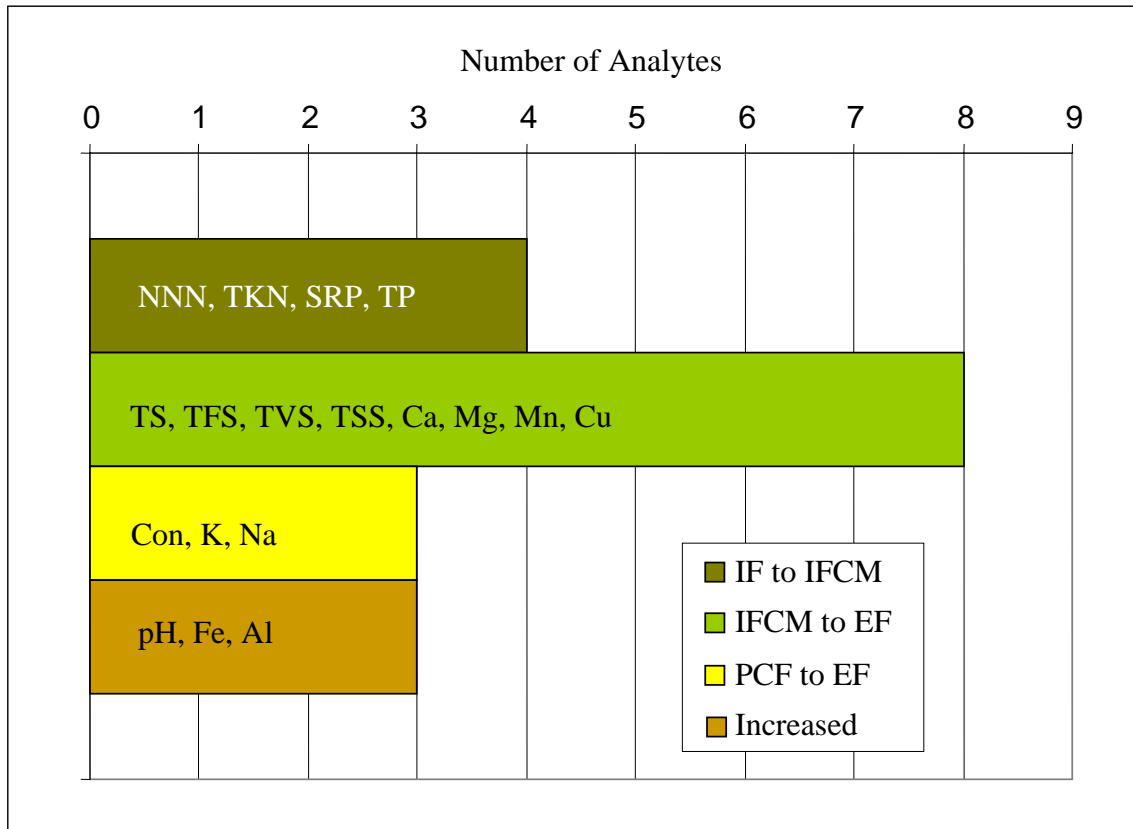 Number of Analytes
0 1 2 3 4 5 6 7 8 9
NNN, TKN, SRP, TP
TS, TFS, TVS, TSS, Ca, Mg, Mn, Cu
Con, K, Na
pH, Fe, Al
IF to IFCM
IFCM to EF
PCF to EF
Increased